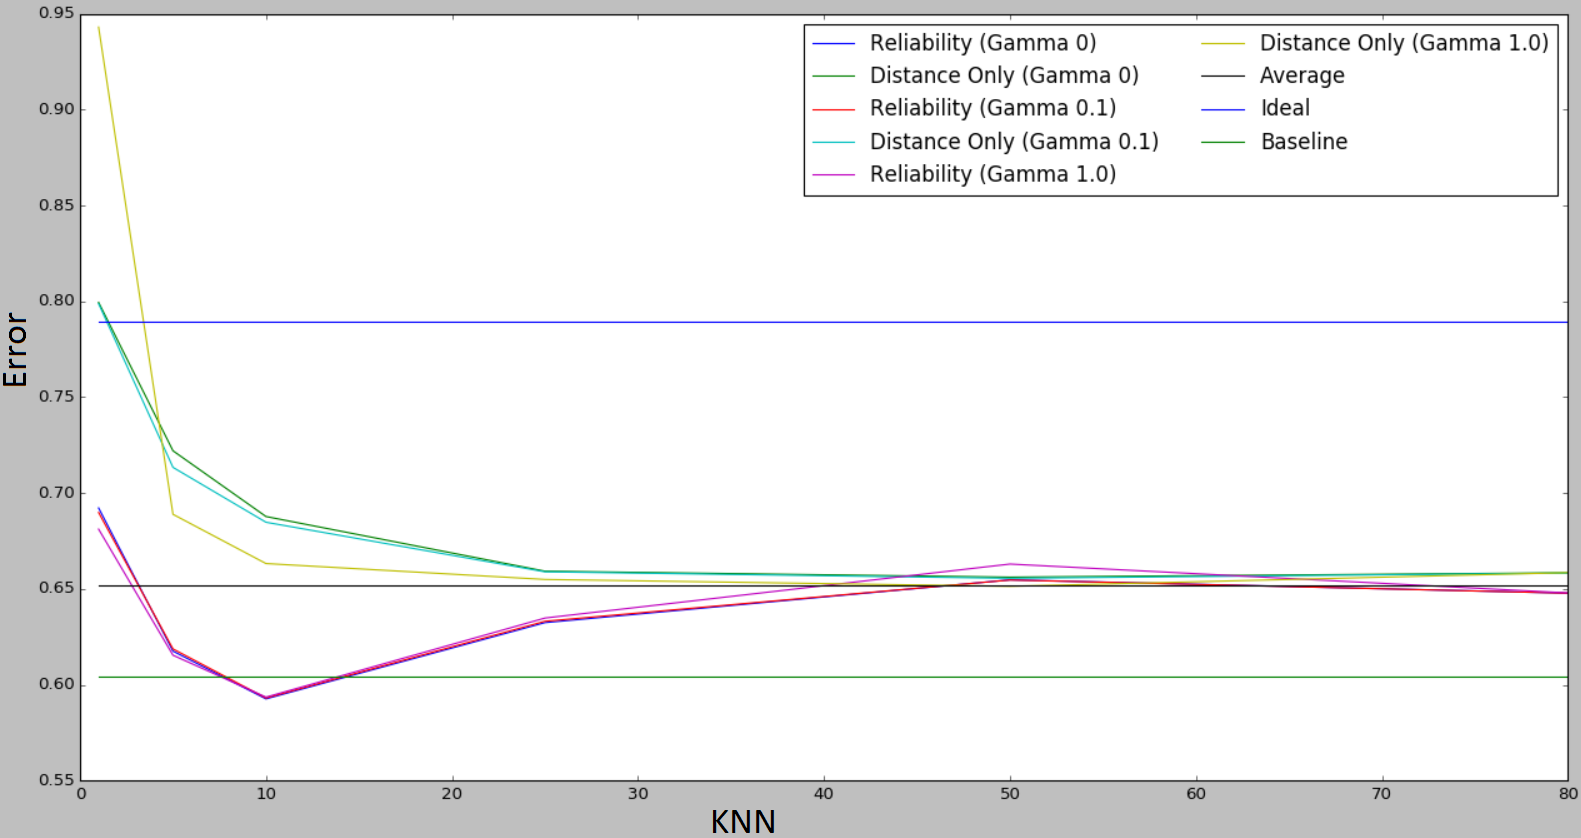 0.95
0.90
0.85
0.80
0.75
0.70
0.65
0.60
0.55
Error
Reliability (Gamma 0)
Distance Only (Gamma 0)
Reliability (Gamma 0.1)
Distance Only (Gamma 0.1)
Reliability (Gamma 1.0)
Distance Only (Gamma 1.0)
Average
Ideal
Baseline
0 10 20 30 40 50 60 70 80
KNN